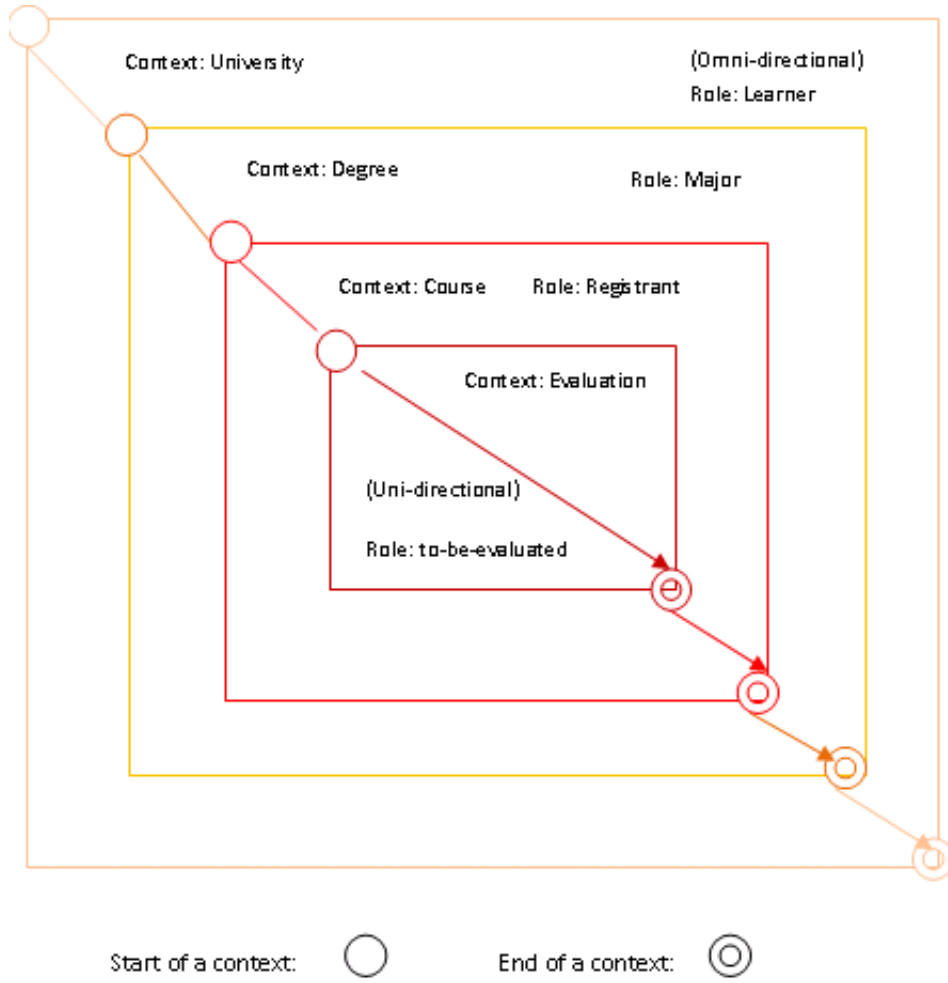 Context: University
(Omni-directional)
Role: Learner
Context: Degree
Role: Major
Context: Course
Role: Registrant
Context: Evaluation
(Uni-directional)
Role: to-be-evaluated
Start of a context:
End of a context: